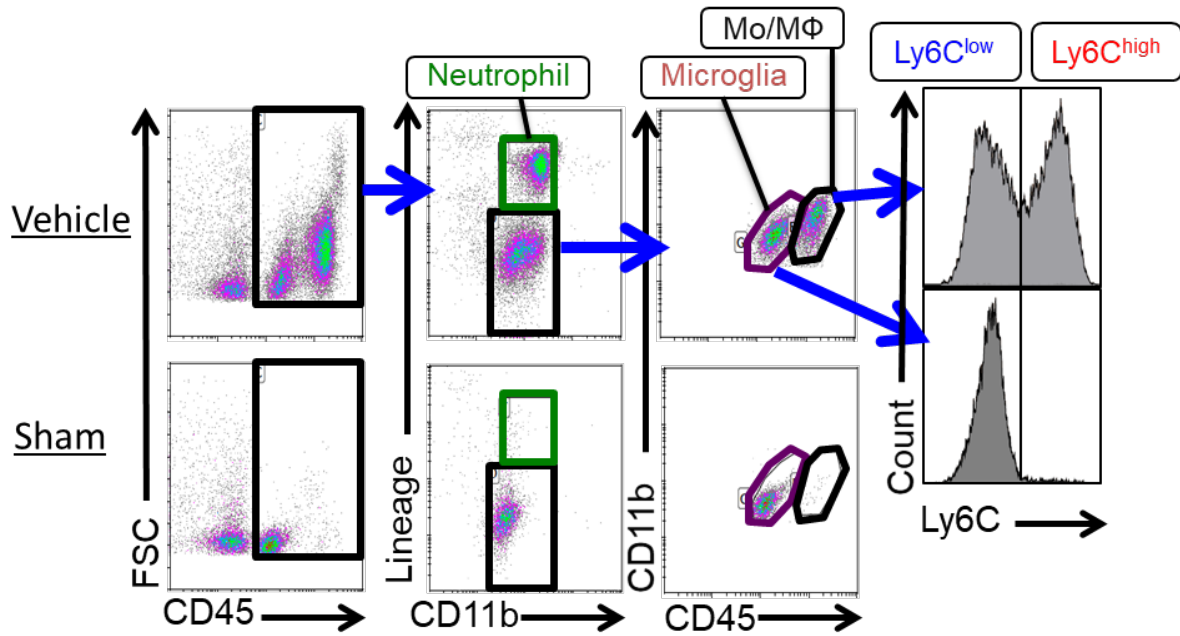 Mo/MΦ
Neutrophil
Microglia
Ly6Clow
Ly6Chigh
Vehicle
Sham
FSC
CD45
Lineage
CD11b
CD11b
CD45
Count
Ly6C